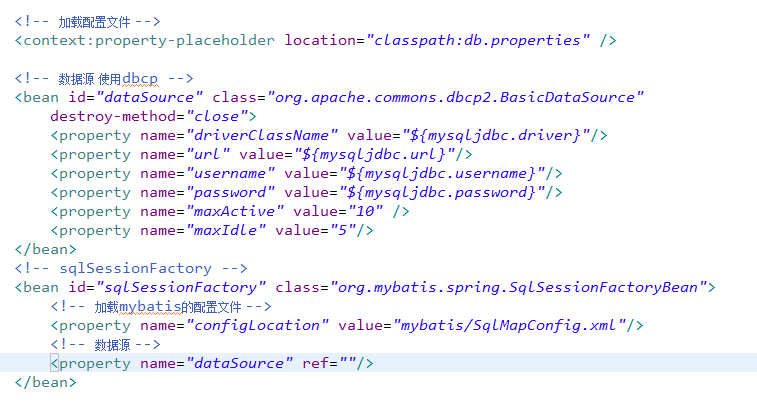 <!-- 加载配置文件 -->
<context:property-placeholder location="classpath:db.properties" />
<!-- 数据源 使用dbcp -->
<bean id="dataSource" class="org.apache.commons.dbcp2.BasicDataSource"
destroy-method="close">
<property name="driverClassName" value="${mysqljdbc.driver}"/>
<property name="url" value="${mysqljdbc.url}"/>
<property name="username" value="${mysqljdbc.username}"/>
<property name="password" value="${mysqljdbc.password}"/>
<property name="maxActive" value="10" />
<property name="maxIdle" value="5"/>
</bean>
<!-- sqlSessionFactory -->
<bean id="sqlSessionFactory" class="org.mybatis.spring.SqlSessionFactoryBean">
<!-- 加载mybatis的配置文件 -->
<property name="configLocation" value="mybatis/SqlMapConfig.xml"/>
<!-- 数据源 -->
<property name="dataSource" ref=""/>
</bean>